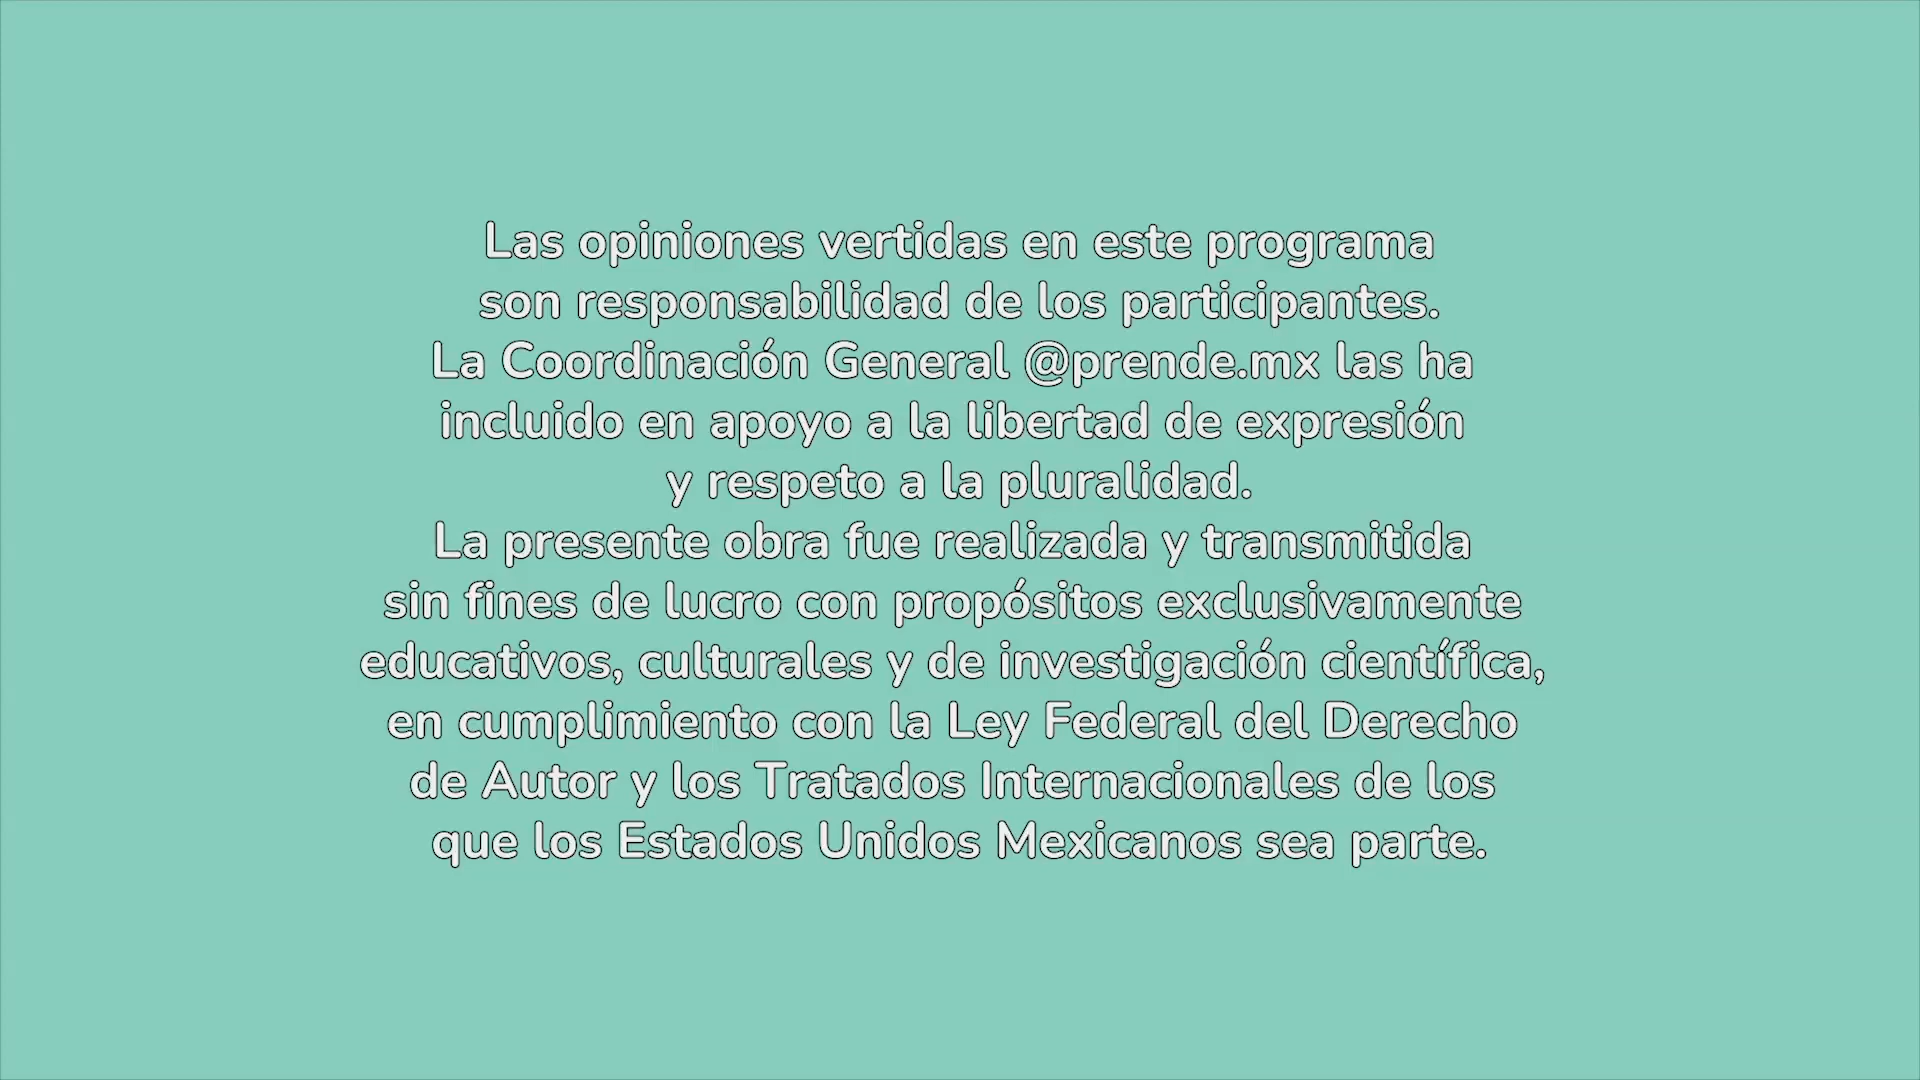 Las opiniones vertidas en este programa
son responsabilidad de los participantes.
La Coordinación General @prende.mx las ha
incluido en apoyo a la libertad de expresión
y respeto a la pluralidad.
La presente obra fue realizada y transmitida
sin fines de lucro con propósitos exclusivamente
educativos, culturales y de investigación científica,
en cumplimiento con la Ley Federal del Derecho
de Autor y los Tratados Internacionales de los
que los Estados Unidos Mexicanos sea parte.